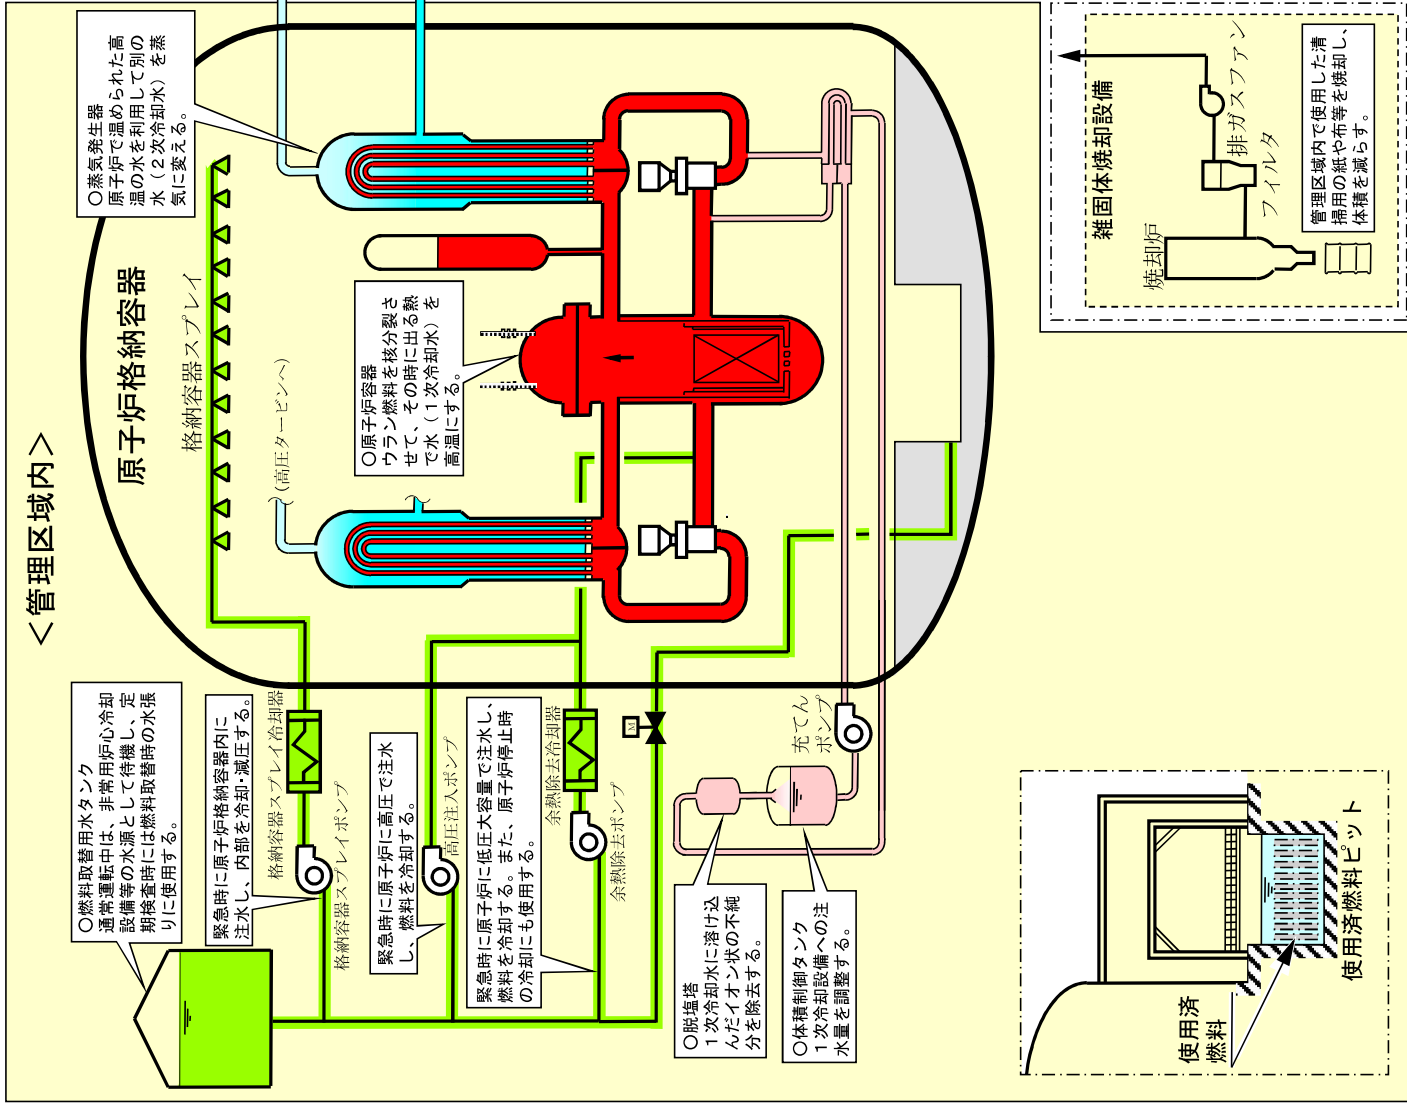 ＜管理区域内＞
原子炉格納容器
格納容器スプレイ
（高圧タービンへ）
○蒸気発生器
原子炉で温められた高
温の水を利用して別の
水（２次冷却水）を蒸
気に変える。
○原子炉容器
ウラン燃料を核分裂さ
せて、その時に出る熱
で水（１次冷却水）を
高温にする。
○燃料取替用水タンク
通常運転中は、非常用炉心冷却
設備等の水源として待機し、定
期検査時には燃料取替時の水張
りに使用する。
緊急時に原子炉格納容器内に
注水し、内部を冷却・減圧する。
格納容器スプレイ冷却器
格納容器スプレイポンプ
緊急時に原子炉に高圧で注水
し、燃料を冷却する。
高圧注入ポンプ
緊急時に原子炉に低圧大容量で注水し、
燃料を冷却する。また、原子炉停止時
の冷却にも使用する。
余熱除去冷却器
余熱除去ポンプ
M
充てん
ポンプ
○脱塩塔
１次冷却水に溶け込
んだイオン状の不純
分を除去する。
○体積制御タンク
１次冷却設備への注
水量を調整する。
雑固体焼却設備
焼却炉
フィルタ
排ガスファン
管理区域内で使用した清
掃用の紙や布等を焼却し、
体積を減らす。
使用済
燃料
使用済燃料ピット